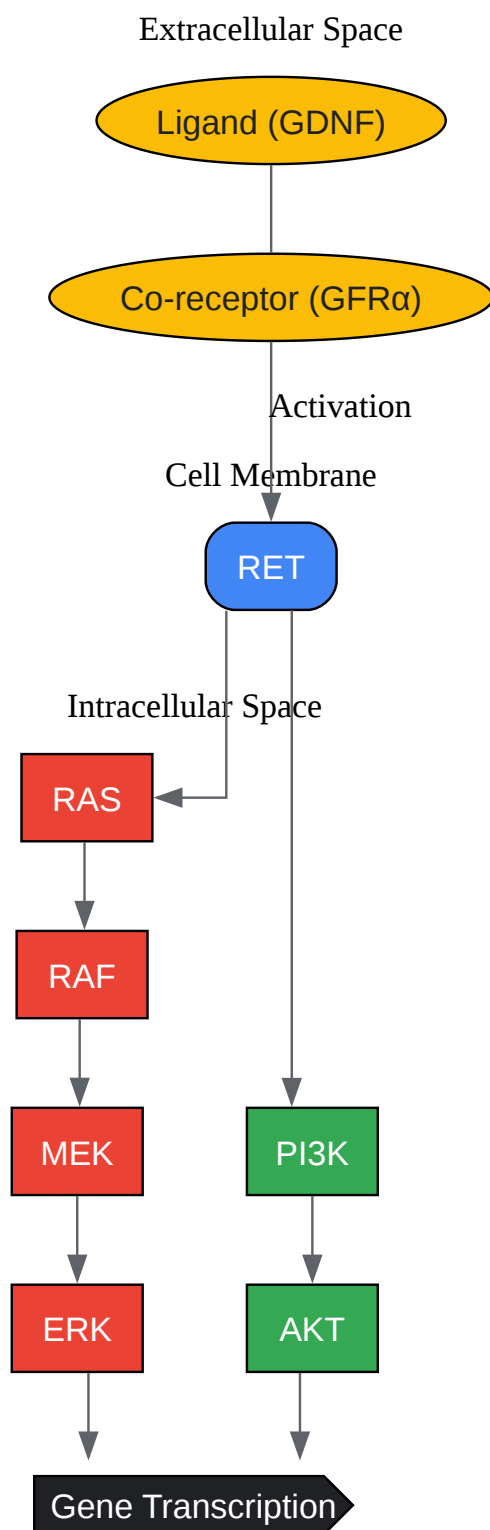 Extracellular Space
Ligand (GDNF)
Co-receptor (GFRα)
Activation
Cell Membrane
RET
Intracellular Space
RAS
RAF
MEK
PI3K
ERK
AKT
Gene Transcription